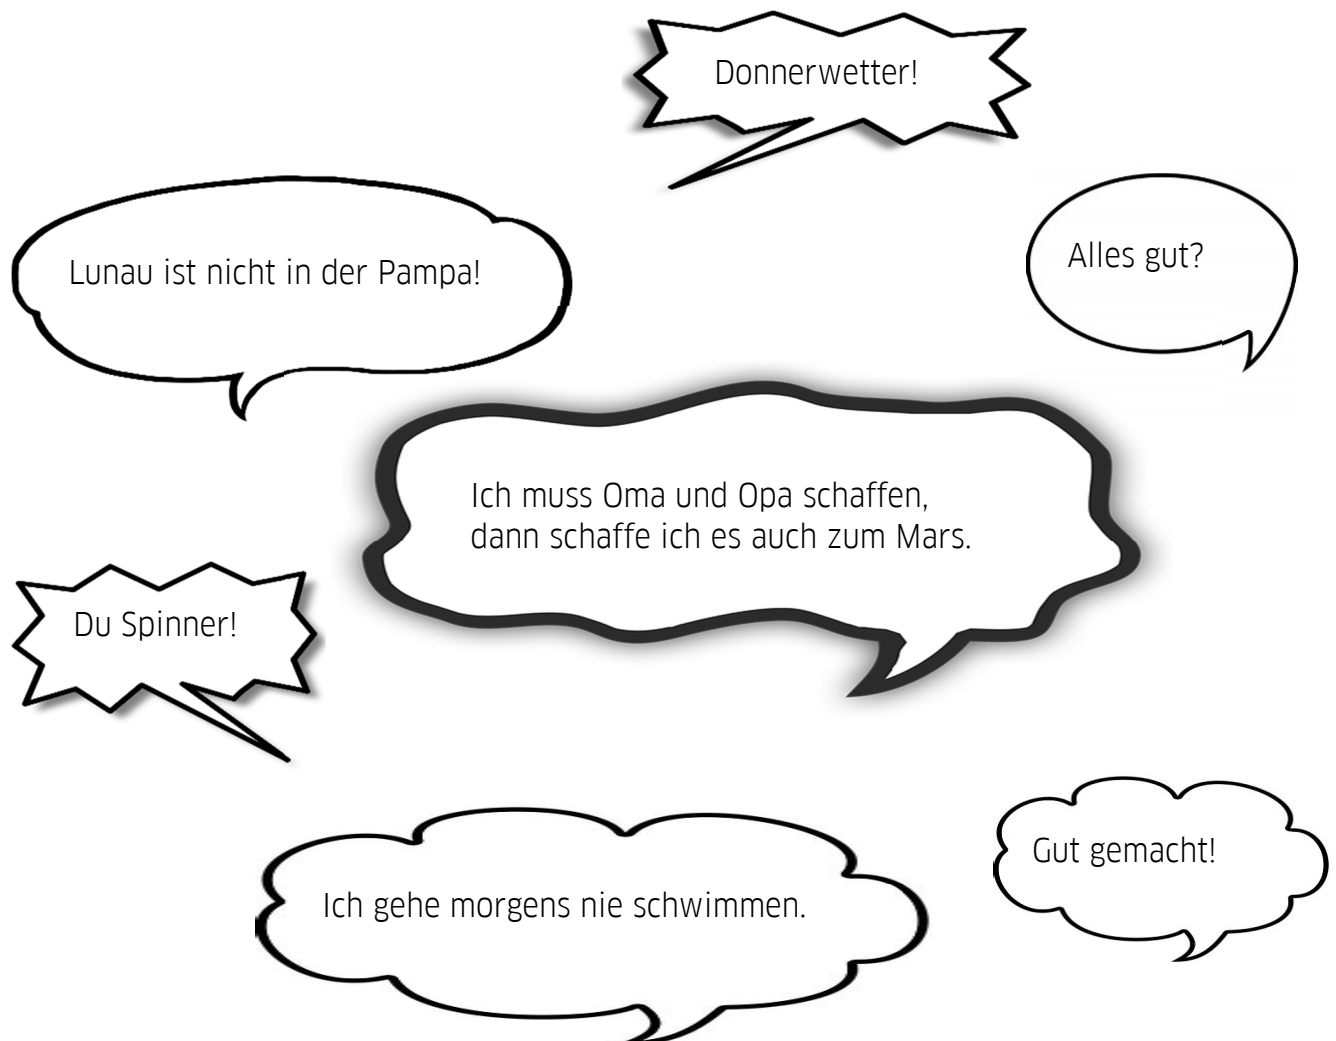 Donnerwetter!
Alles gut?
Lunau ist nicht in der Pampa!
Ich muss Oma und Opa schaffen,
dann schaffe ich es auch zum Mars.
Du Spinner!
Gut gemacht!
Ich gehe morgens nie schwimmen.